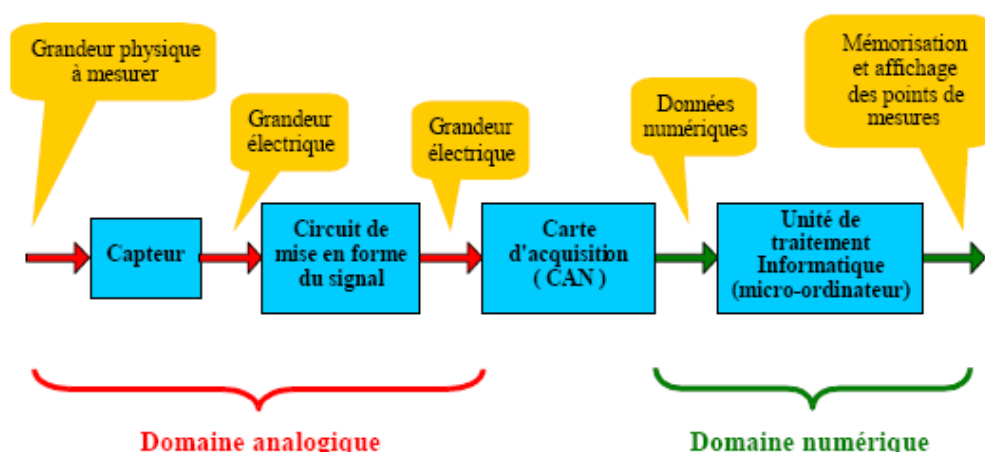 Grandeur physique
à mesurer
Grandeur
électrique
Grandeur
électrique
Données
numériques
Mémorisation
et affichage
des points de
mesures
Capteur
Circuit de
mise en forme
du signal
Carte
d'acquisition
( CAN )
Unité de
traitement
Informatique
(micro-ordinateur)
Domaine analogique
Domaine numérique